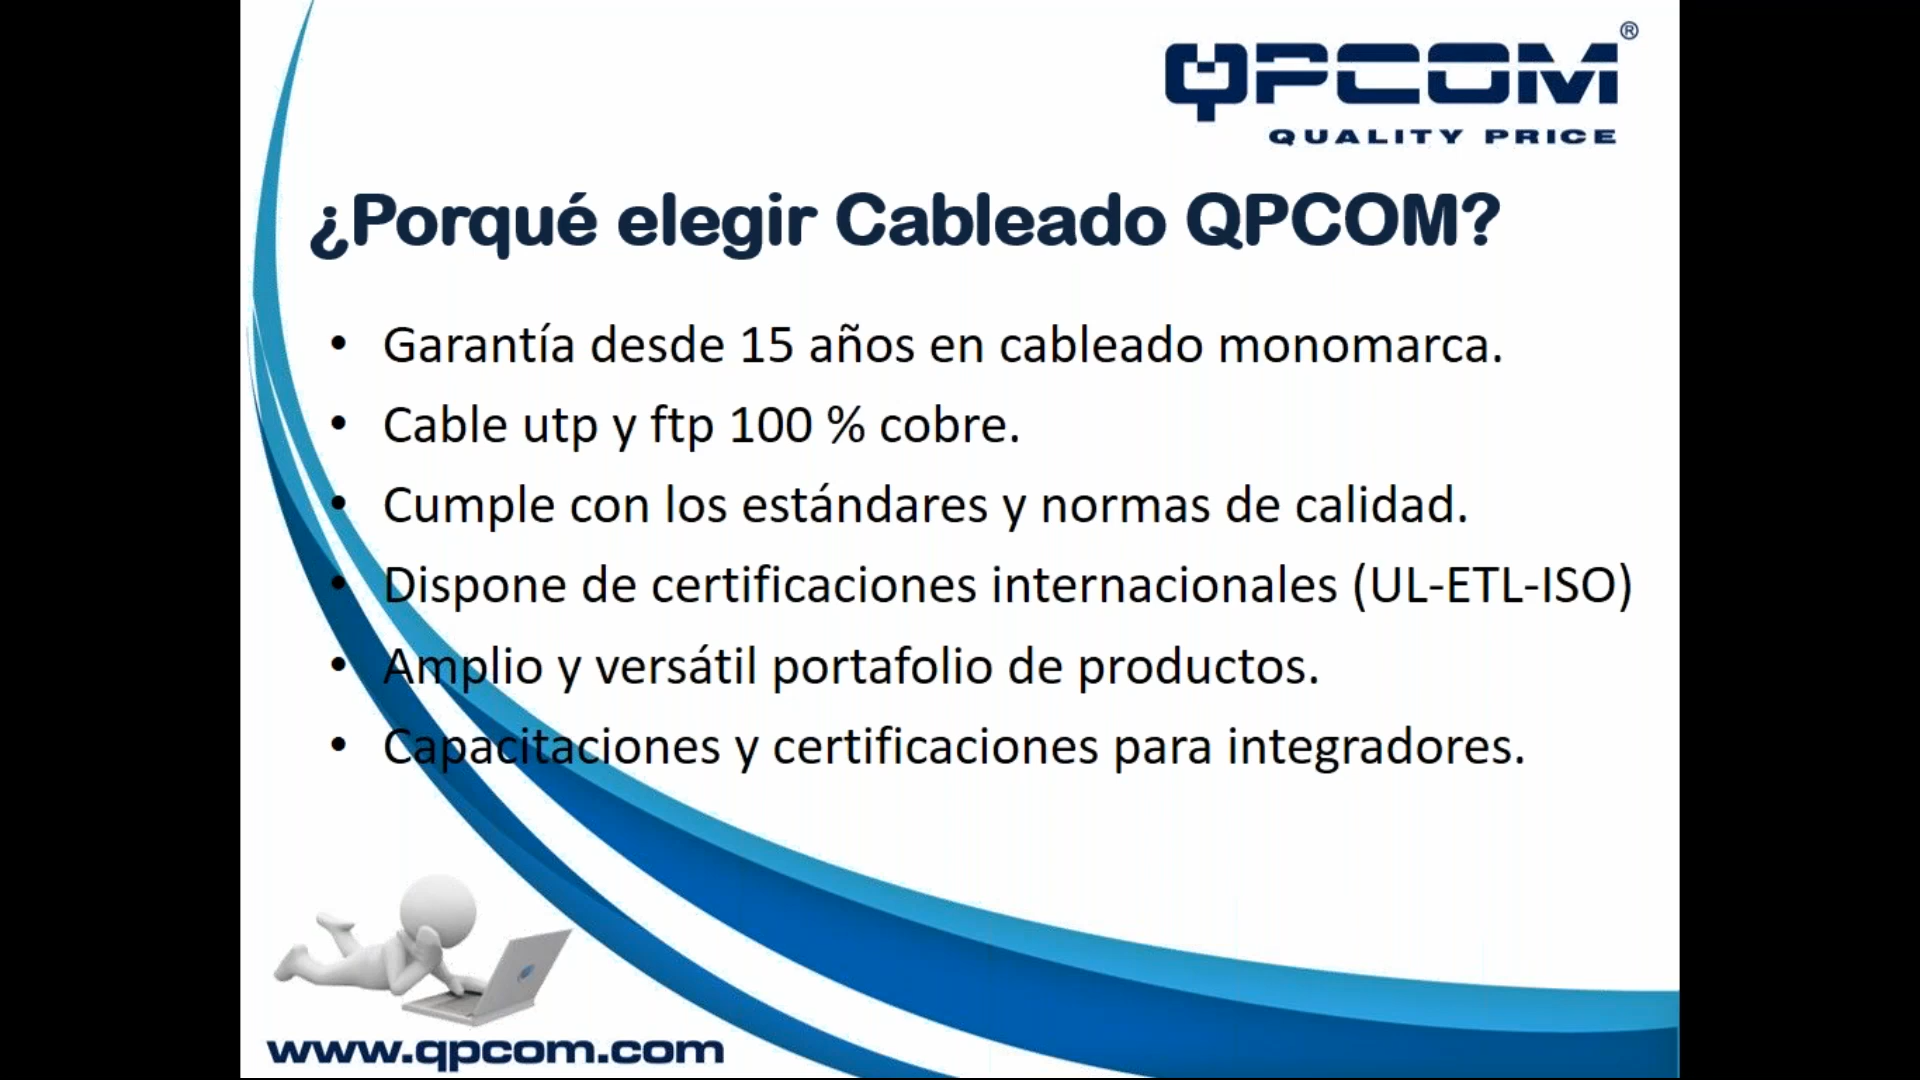 QPCOM®
QUALITY PRICE
¿Porqué elegir Cableado QPCOM?
• Garantía desde 15 años en cableado monomarca.
• Cable utp y ftp 100 % cobre.
• Cumple con los estándares y normas de calidad.
• Dispone de certificaciones internacionales (UL-ETL-ISO)
• Amplio y versátil portafolio de productos.
• Capacitaciones y certificaciones para integradores.
www.qpcom.com